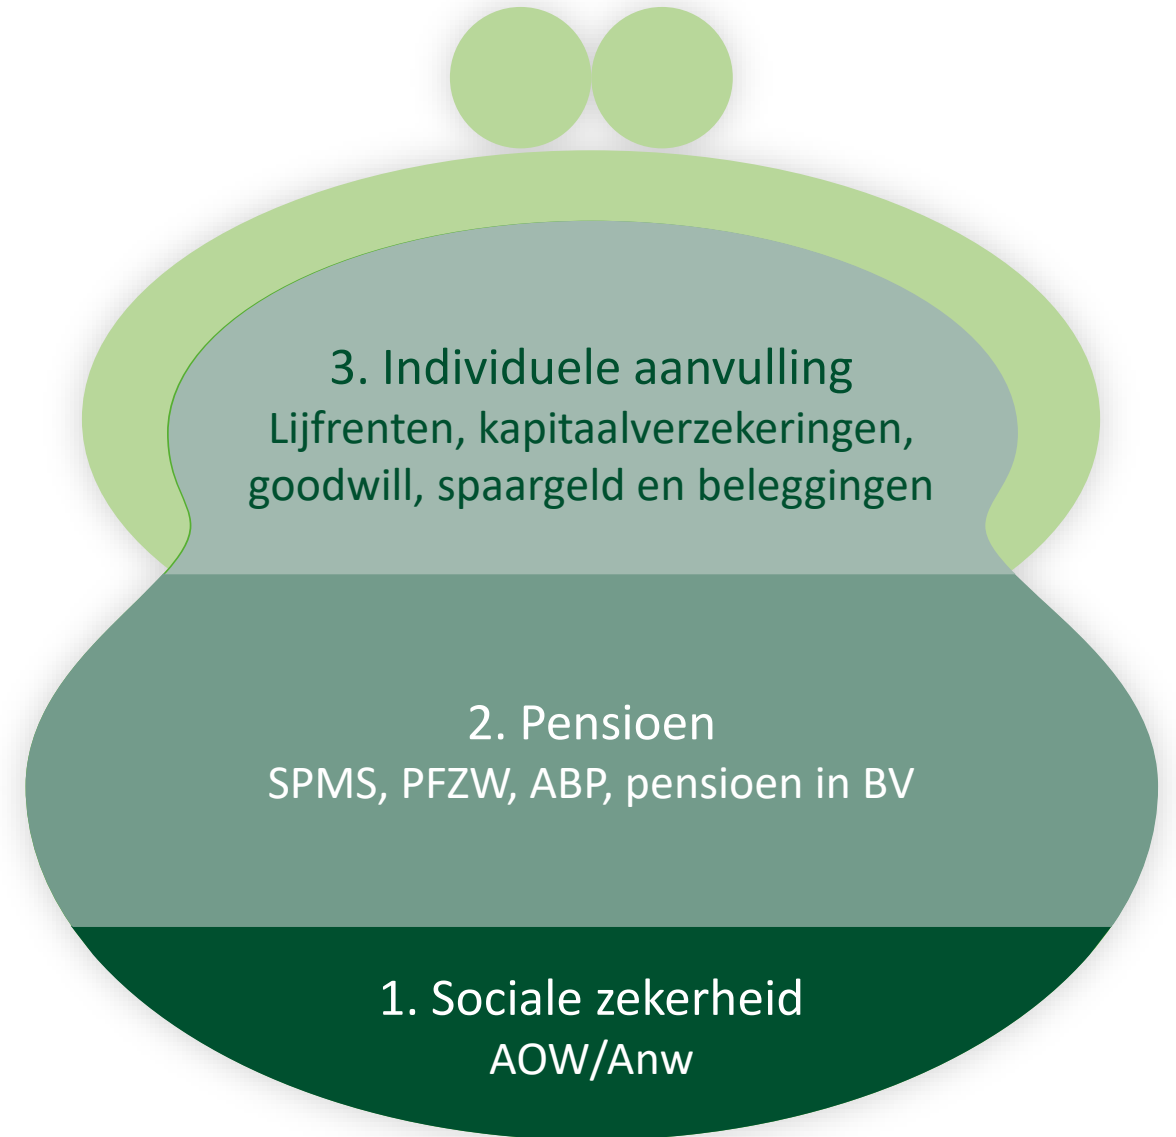 3. Individuele aanvulling
Lijfrenten, kapitaalverzekeringen,
goodwill, spaargeld en beleggingen
2. Pensioen
SPMS, PFZW, ABP, pensioen in BV
1. Sociale zekerheid
AOW/Anw